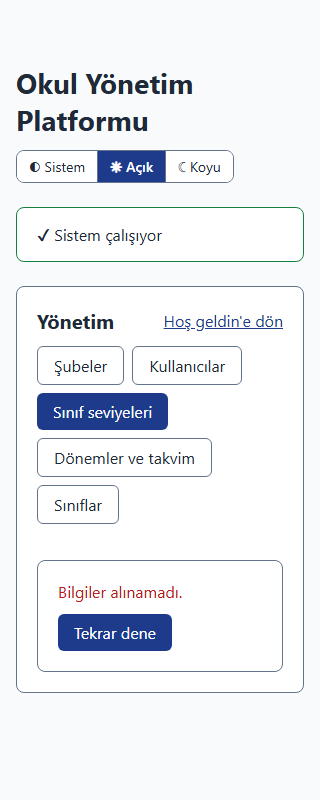 Okul Yönetim
Platformu
◐ Sistem ☀ Açık ☾ Koyu
✓ Sistem çalışıyor
Yönetim Hoş geldin'e dön
Şubeler Kullanıcılar
Sınıf seviyeleri
Dönemler ve takvim
Sınıflar
Bilgiler alınamadı.
Tekrar dene